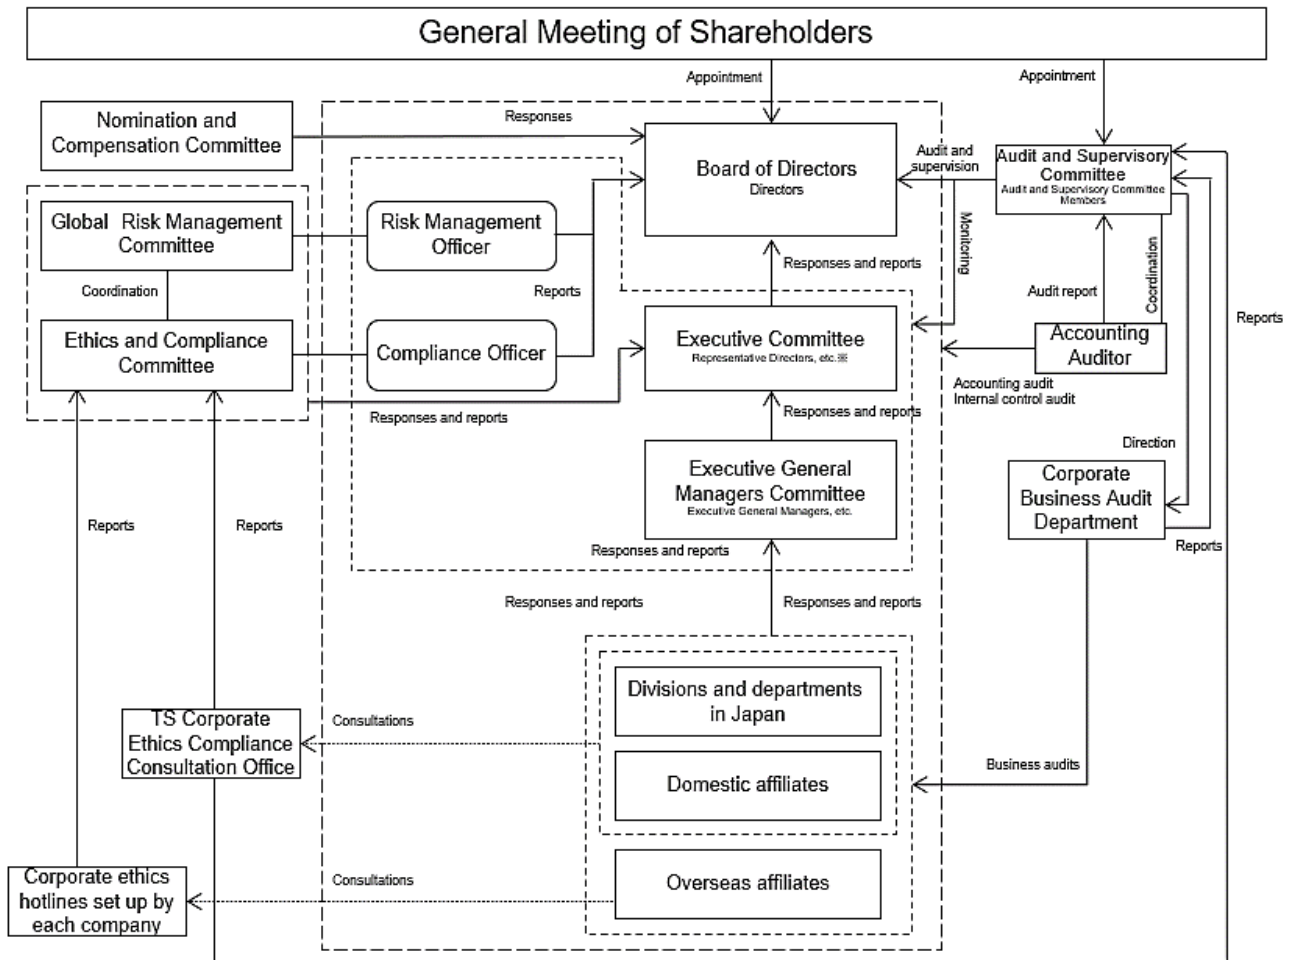 General Meeting of Shareholders
Appointment
Appointment
Nomination and
Compensation Committee
Responses
Board of Directors
Directors
Audit and
supervision
Audit and Supervisory
Committee
Audit and Supervisory Committee
Members
Global Risk Management
Committee
Risk Management
Officer
Monitoring
Coordination
Responses and reports
Coordination
Reports
Audit report
Reports
Ethics and Compliance
Committee
Compliance Officer
Executive Committee
Representative Directors, etc.※
Accounting
Auditor
Accounting audit
Internal control audit
Responses and reports
Responses and reports
Direction
Executive General
Managers Committee
Executive General Managers, etc.
Corporate
Business Audit
Department
Reports
Reports
Reports
Responses and reports
Responses and reports
Responses and reports
Divisions and departments
in Japan
TS Corporate
Ethics Compliance
Consultation Office
Consultations
Domestic affiliates
Business audits
Corporate ethics
hotlines set up by
each company
Consultations
Overseas affiliates